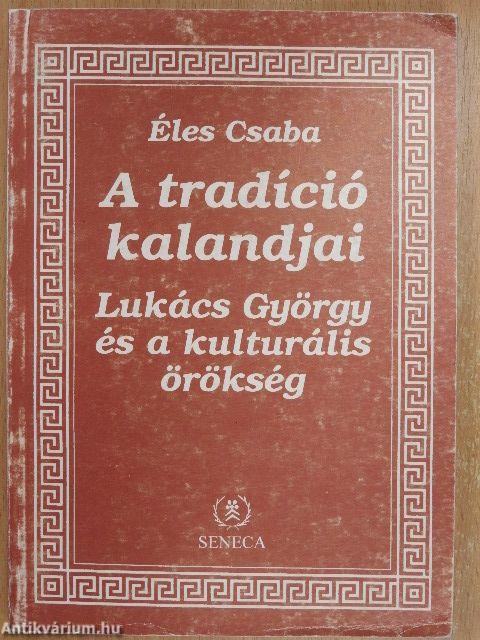 Éles Csaba
A tradíció
kalandjai
Lukács György
és a kulturális
örökség
SENECA
Antikvárium.hu